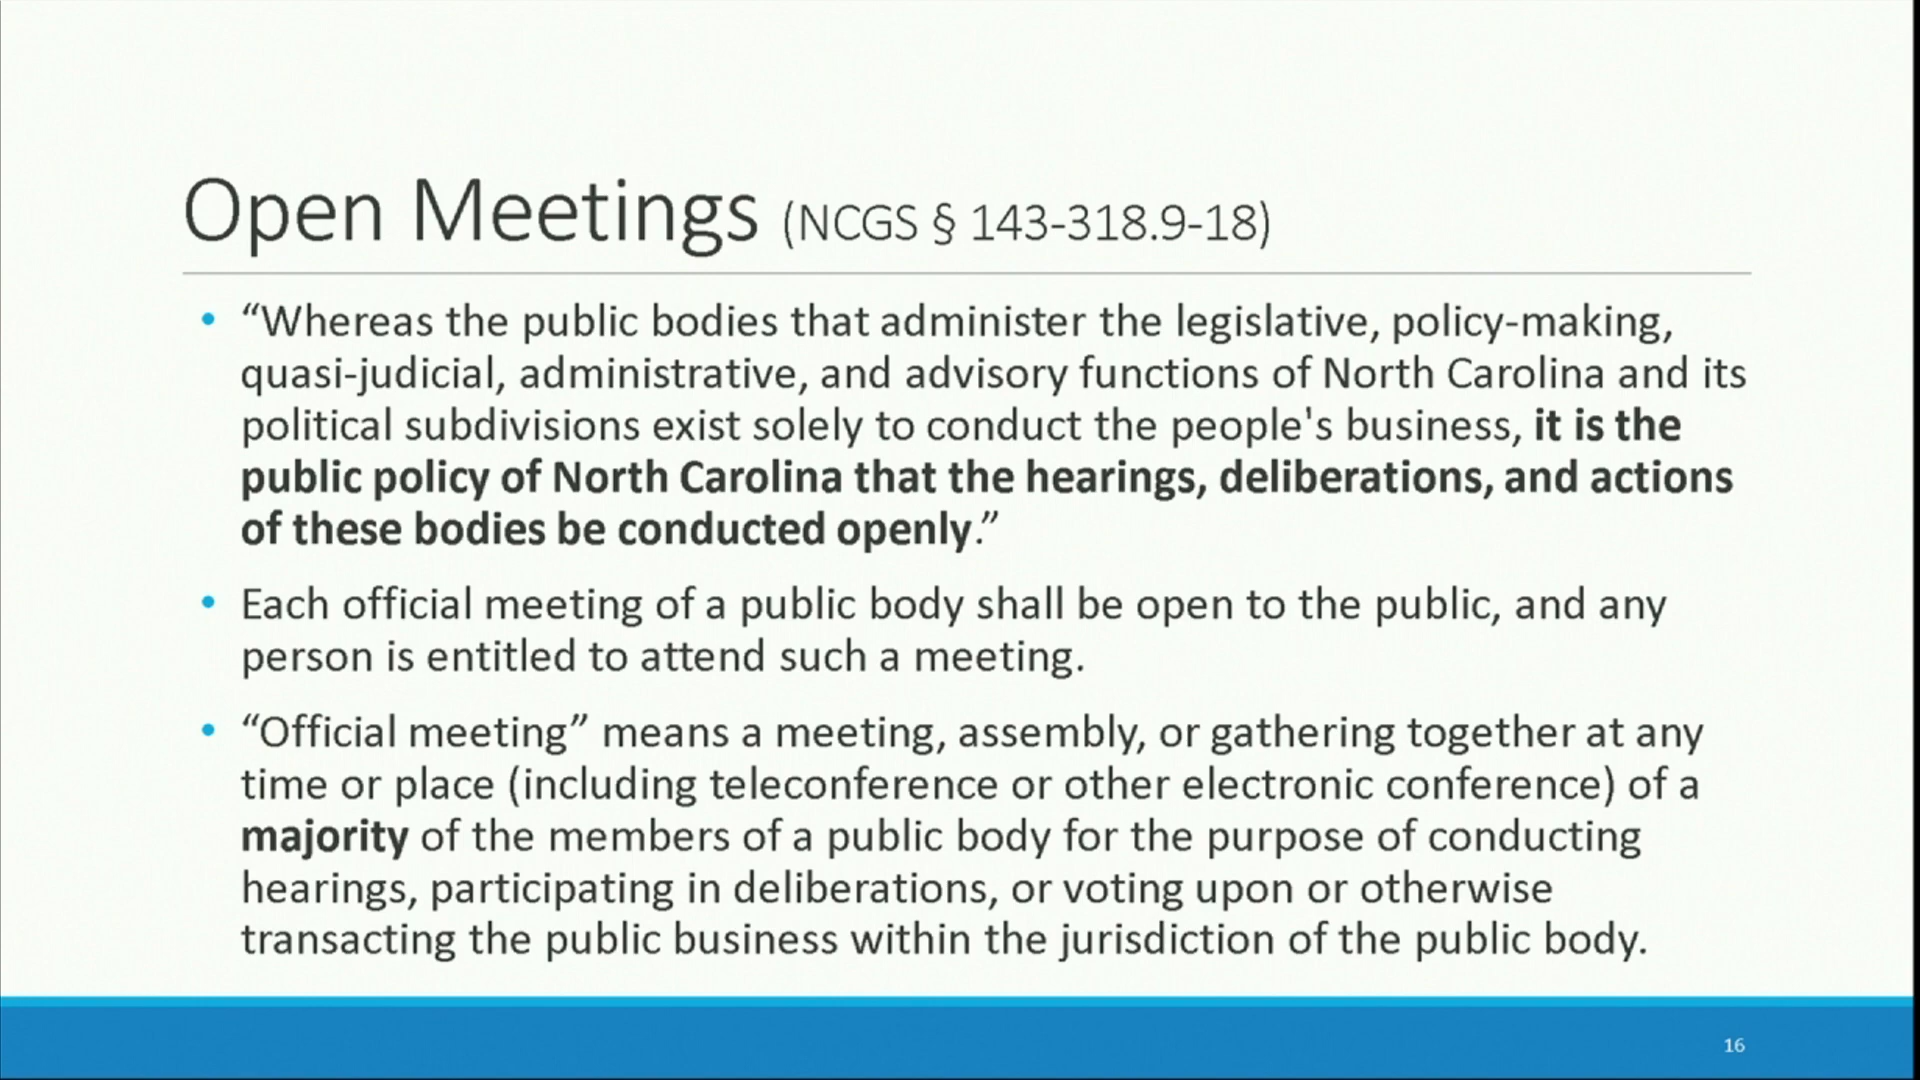 Open Meetings (NCGS § 143-318.9-18)
• “Whereas the public bodies that administer the legislative, policy-making,
quasi-judicial, administrative, and advisory functions of North Carolina and its
political subdivisions exist solely to conduct the people's business, it is the
public policy of North Carolina that the hearings, deliberations, and actions
of these bodies be conducted openly.”
• Each official meeting of a public body shall be open to the public, and any
person is entitled to attend such a meeting.
• “Official meeting” means a meeting, assembly, or gathering together at any
time or place (including teleconference or other electronic conference) of a
majority of the members of a public body for the purpose of conducting
hearings, participating in deliberations, or voting upon or otherwise
transacting the public business within the jurisdiction of the public body.
16